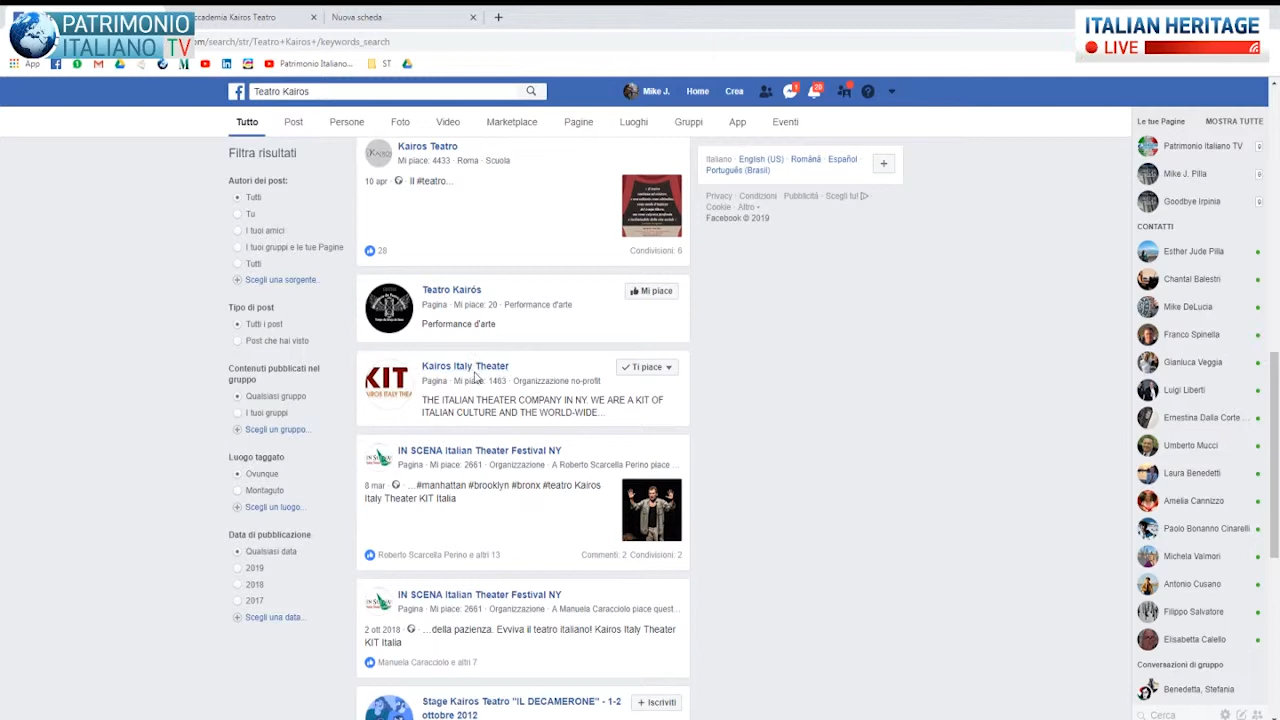 PATRIMONIO
ITALIANO TV
ccademia Kairos Teatro
Nuova scheda
ITALIAN HERITAGE
LIVE
om/search/str/Teatro+Kairos+/keywords_search
App
Patrimonio Italiano...
ST
Teatro Kairos
Mike J.
Home
Crea
Tutto
Post
Persone
Foto
Video
Marketplace
Pagine
Luoghi
Gruppi
App
Eventi
Filtra risultati
Autori dei post:
Tutti
Tu
I tuoi amici
I tuoi gruppi e le tue Pagine
Tutti
Scegli una sorgente..
Tipo di post
Tutti i post
Post che hai visto
Contenuti pubblicati nel
gruppo
Qualsiasi gruppo
I tuoi gruppi
Scegli un gruppo...
Luogo taggato
Ovunque
Montaguto
Scegli un luogo...
Data di pubblicazione
Qualsiasi data
2019
2018
2017
Scegli una data...
Kairos Teatro
Mi piace: 4433 · Roma · Scuola
10 apr ·
Il #teatro...
28
Condivisioni: 6
Teatro Kairós
Pagina · Mi piace: 20 · Performance d'arte
Performance d'arte
Mi piace
KIT
Kairos Italy Theater
Pagina · Mi piace: 1463 · Organizzazione no-profit
THE ITALIAN THEATER COMPANY IN NY. WE ARE A KIT OF
ITALIAN CULTURE AND THE WORLD-WIDE...
Ti piace
IN SCENA Italian Theater Festival NY
Pagina · Mi piace: 2661 · Organizzazione · A Roberto Scarcella Perino piace ...
8 mar · ...#manhattan #brooklyn #bronx #teatro Kairos
Italy Theater KIT Italia
Roberto Scarcella Perino e altri 13
Commenti: 2 Condivisioni: 2
IN SCENA Italian Theater Festival NY
Pagina · Mi piace: 2661 · Organizzazione · A Manuela Caracciolo piace quest...
2 ott 2018 · ...della pazienza. Evviva il teatro italiano! Kairos Italy Theater
KIT Italia
Manuela Caracciolo e altri 7
Stage Kairos Teatro "IL DECAMERONE" - 1-2
ottobre 2012
+ Iscriviti
Italiano · English (US) · Română · Español ·
Português (Brasil)
Privacy · Condizioni · Pubblicità · Scegli tu!
Cookie · Altro
Facebook © 2019
Le tue Pagine
MOSTRA TUTTE
Patrimonio Italiano TV
Mike J. Pilla
Goodbye Irpinia
CONTATTI
Esther Jude Pilla
Chantal Balestri
Mike DeLucia
Franco Spinella
Gianluca Veggia
Luigi Liberti
Ernestina Dalla Corte ...
Umberto Mucci
Laura Benedetti
Amelia Cannizzo
Paolo Bonanno Cinarelli
Michela Valmori
Antonio Cusano
Filippo Salvatore
Elisabetta Calello
Conversazioni di gruppo
Benedetta, Stefania
Cerca